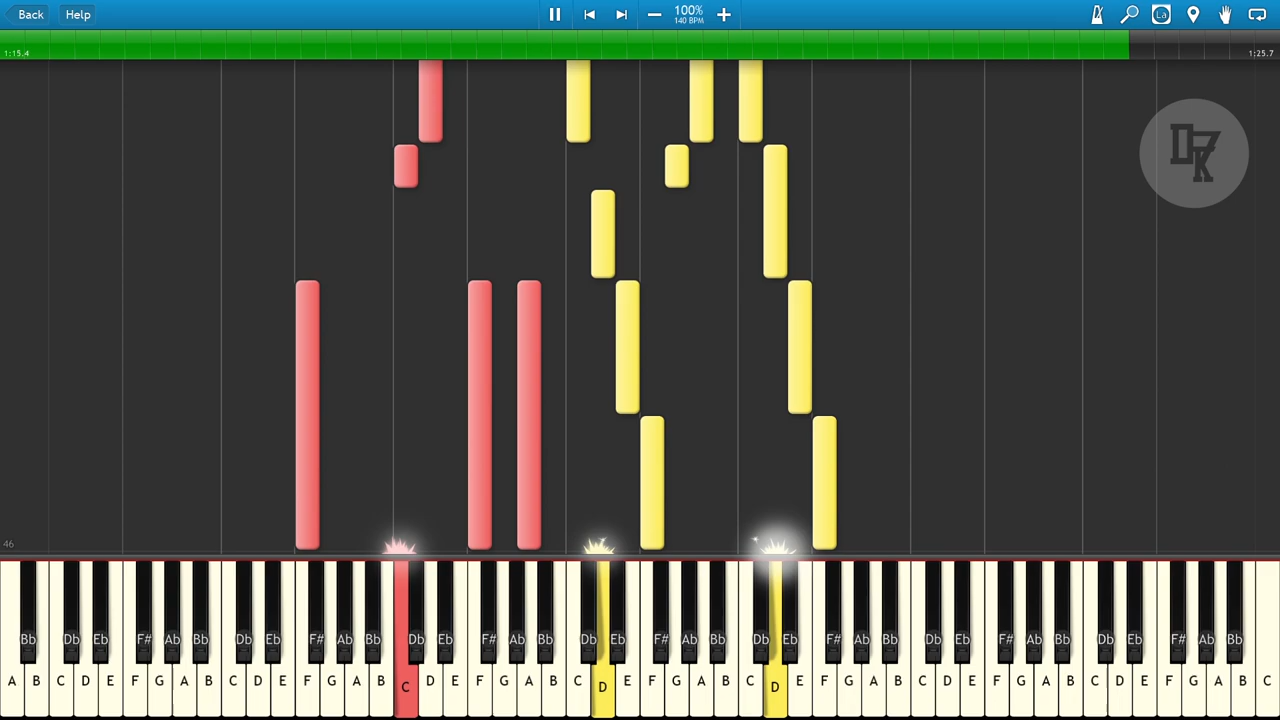 Back Help 100% 140 BPM La
1:15.4 1:25.7
D7K
46
Bb Db Eb F# Ab Bb Db Eb F# Ab Bb Db Eb F# Ab Bb Db Eb F# Ab Bb Db Eb F# Ab Bb Db Eb F# Ab Bb Db Eb F# Ab Bb
A B C D E F G A B C D E F G A B C D E F G A B C D E F G A B C D E F G A B C D E F G A B C D E F G A B C